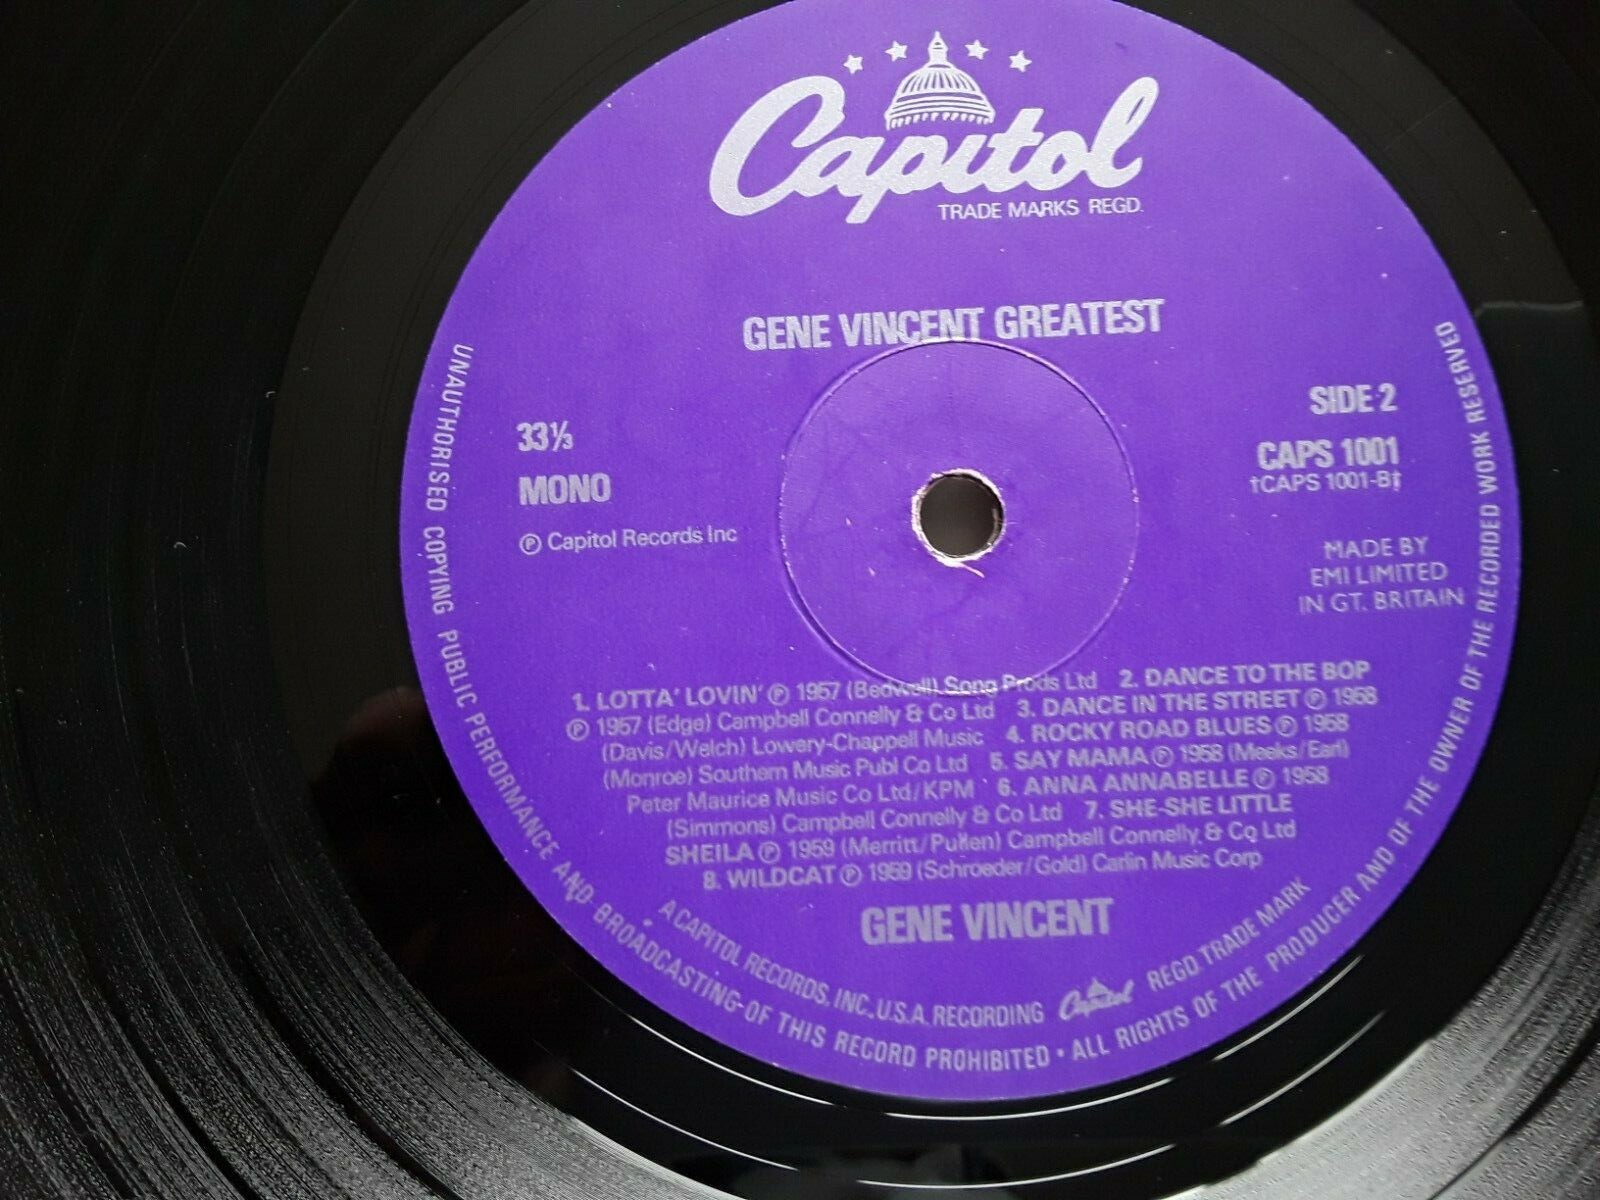 Capitol
TRADE MARKS REGD.
GENE VINCENT GREATEST
33⅓
MONO
℗ Capitol Records Inc
SIDE 2
CAPS 1001
†CAPS 1001-B†
MADE BY
EMI LIMITED
IN GT. BRITAIN
1. LOTTA' LOVIN' ℗ 1957 (Bedwell) Song Prods Ltd 2. DANCE TO THE BOP
℗ 1957 (Edge) Campbell Connelly & Co Ltd 3. DANCE IN THE STREET ℗ 1958
(Davis/Welch) Lowery-Chappell Music 4. ROCKY ROAD BLUES ℗ 1958
(Monroe) Southern Music Publ Co Ltd 5. SAY MAMA ℗ 1958 (Meeks/Earl)
Peter Maurice Music Co Ltd/KPM 6. ANNA ANNABELLE ℗ 1958
(Simmons) Campbell Connelly & Co Ltd 7. SHE-SHE LITTLE
SHEILA ℗ 1959 (Merritt/Pullen) Campbell Connelly & Co Ltd
8. WILDCAT ℗ 1959 (Schroeder/Gold) Carlin Music Corp
GENE VINCENT
A CAPITOL RECORDS, INC., U.S.A. RECORDING Capitol REGD TRADE MARK
UNAUTHORISED COPYING PUBLIC PERFORMANCE AND BROADCASTING OF THIS RECORD PROHIBITED • ALL RIGHTS OF THE PRODUCER AND OF THE OWNER OF THE RECORDED WORK RESERVED